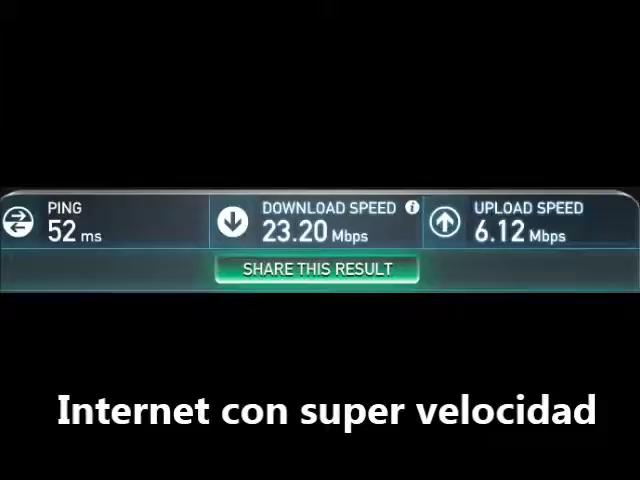 PING
52 ms
DOWNLOAD SPEED
23.20 Mbps
UPLOAD SPEED
6.12 Mbps
SHARE THIS RESULT
Internet con super velocidad